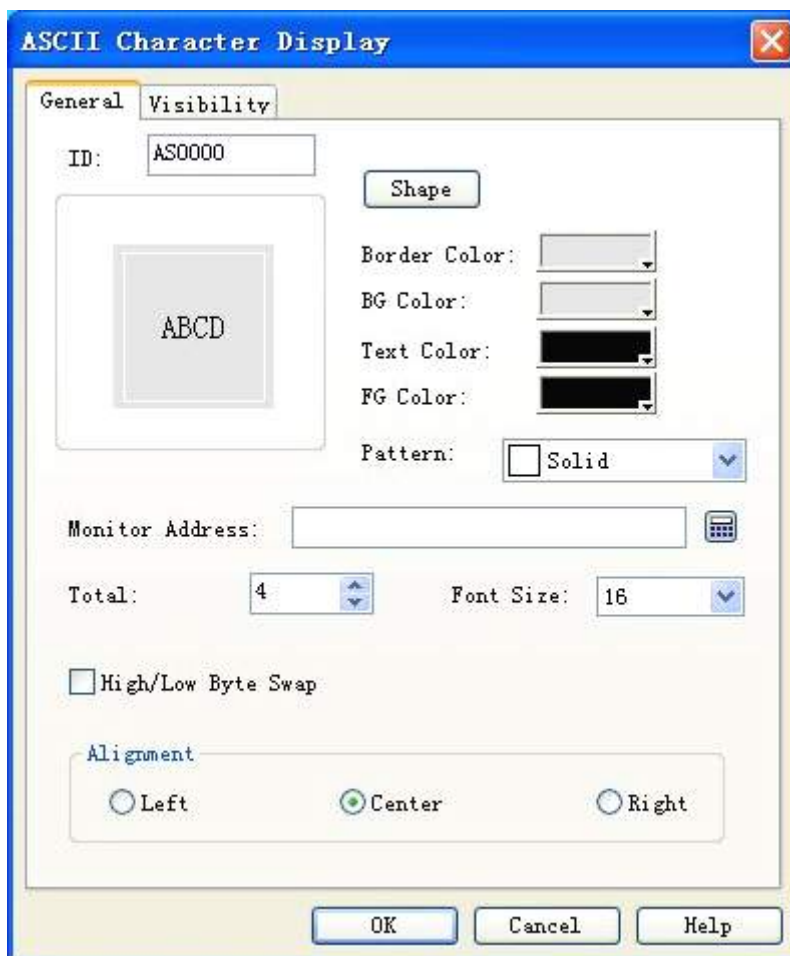 ASCII Character Display
General Visibility
ID: AS0000
Shape
ABCD
Border Color:
BG Color:
Text Color:
FG Color:
Pattern: Solid
Monitor Address:
Total: 4 Font Size: 16
High/Low Byte Swap
Alignment
Left Center Right
OK Cancel Help